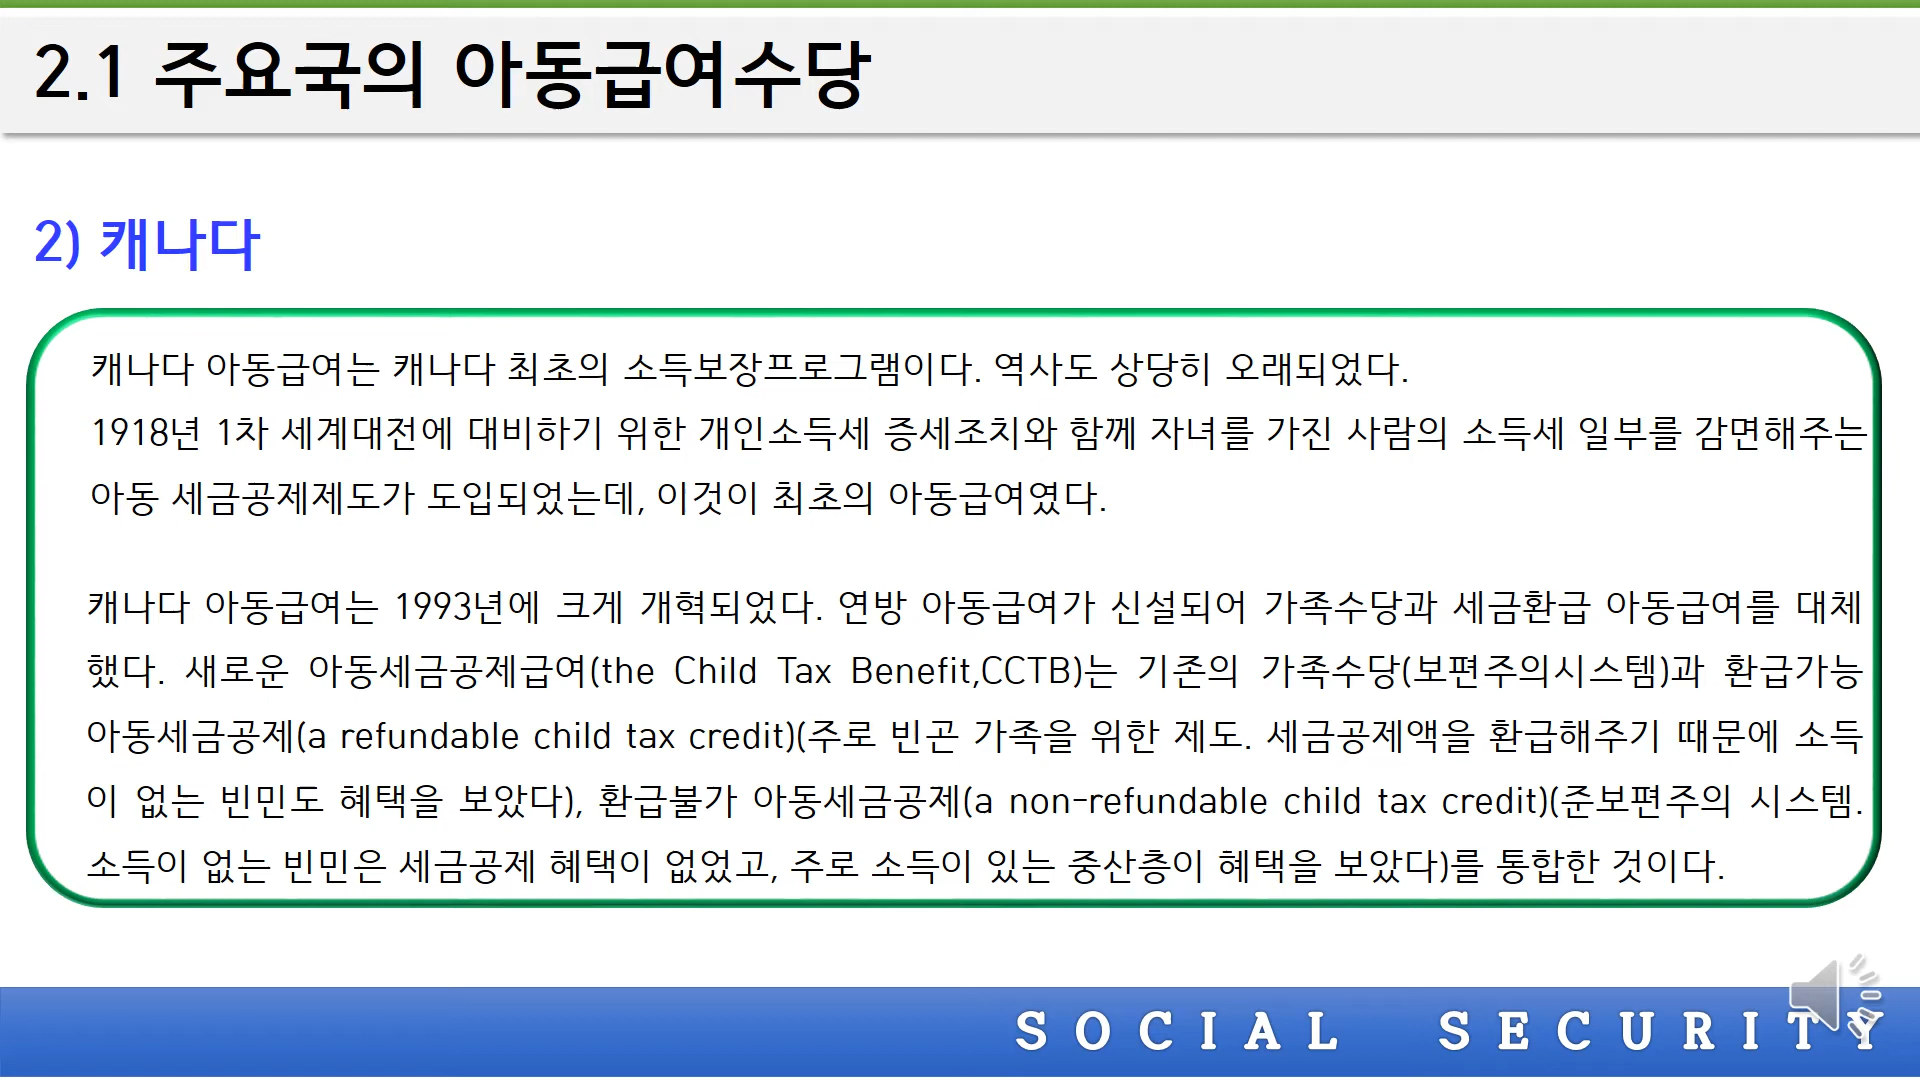 2.1 주요국의 아동급여수당
2) 캐나다
캐나다 아동급여는 캐나다 최초의 소득보장프로그램이다. 역사도 상당히 오래되었다.
1918년 1차 세계대전에 대비하기 위한 개인소득세 증세조치와 함께 자녀를 가진 사람의 소득세 일부를 감면해주는
아동 세금공제제도가 도입되었는데, 이것이 최초의 아동급여였다.
캐나다 아동급여는 1993년에 크게 개혁되었다. 연방 아동급여가 신설되어 가족수당과 세금환급 아동급여를 대체
했다. 새로운 아동세금공제급여(the Child Tax Benefit,CCTB)는 기존의 가족수당(보편주의시스템)과 환급가능
아동세금공제(a refundable child tax credit)(주로 빈곤 가족을 위한 제도. 세금공제액을 환급해주기 때문에 소득
이 없는 빈민도 혜택을 보았다), 환급불가 아동세금공제(a non-refundable child tax credit)(준보편주의 시스템.
소득이 없는 빈민은 세금공제 혜택이 없었고, 주로 소득이 있는 중산층이 혜택을 보았다)를 통합한 것이다.
SOCIAL SECURITY